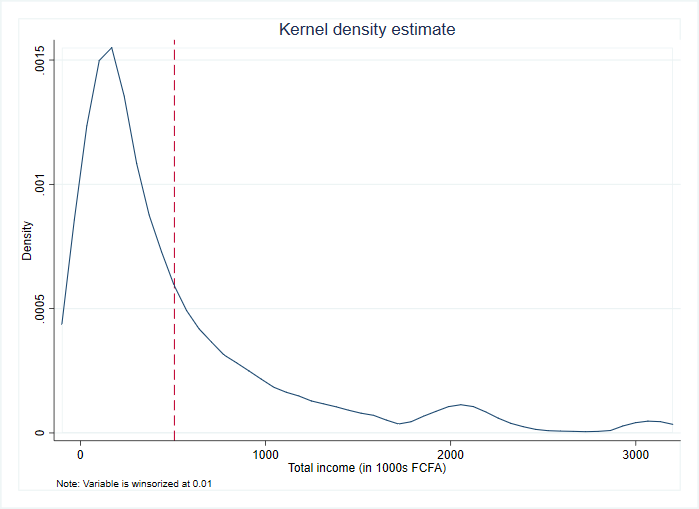 Kernel density estimate
.0015
.001
.0005
0
Density
0 1000 2000 3000
Total income (in 1000s FCFA)
Note: Variable is winsorized at 0.01